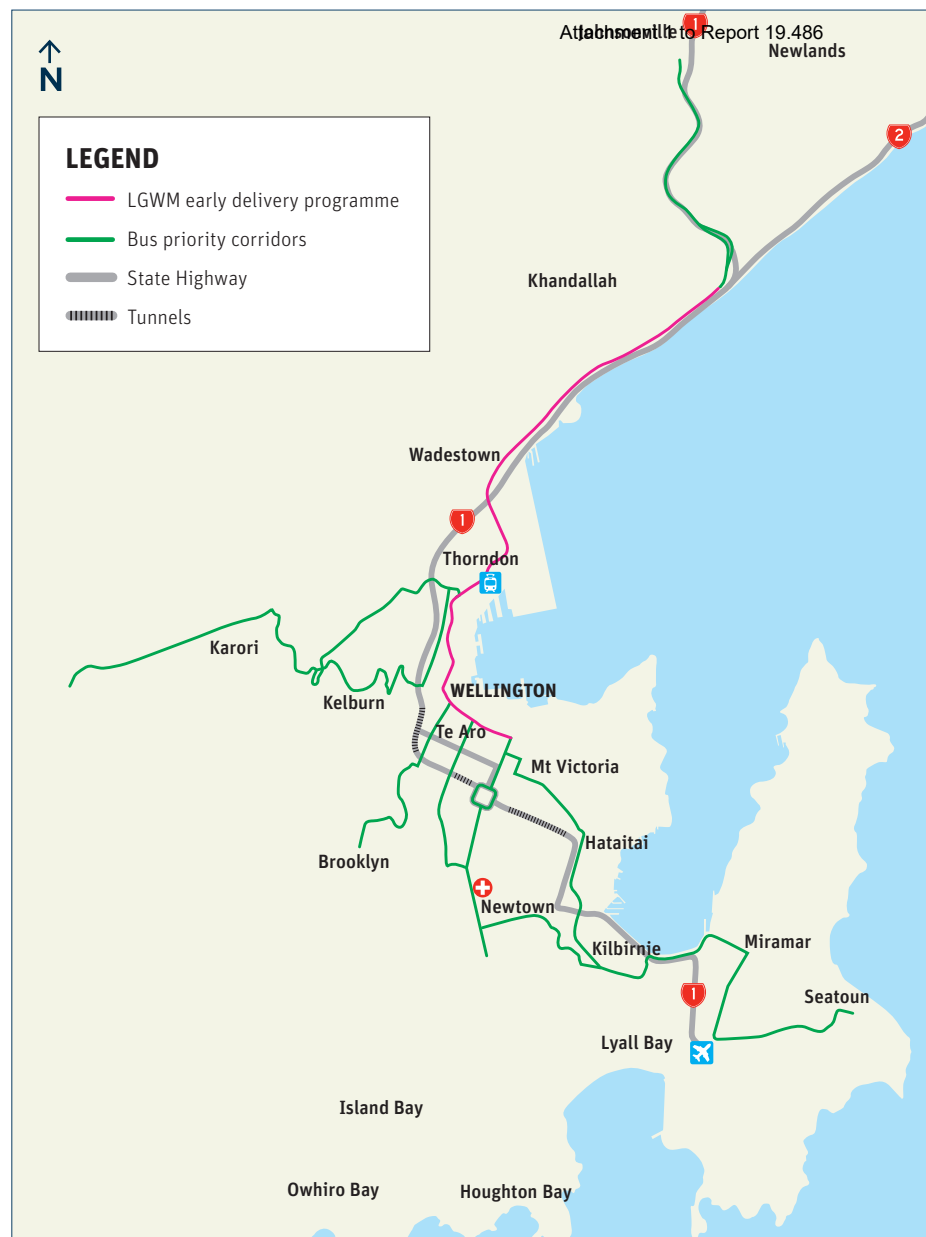 Attachment 1 to Report 19.486
Johnsonville
1
Newlands
N
2
LEGEND
LGWM early delivery programme
Bus priority corridors
State Highway
Tunnels
Khandallah
Wadestown
1
Thorndon
Karori
Kelburn
WELLINGTON
Te Aro
Mt Victoria
Hataitai
Brooklyn
Newtown
Kilbirnie
Miramar
1
Seatoun
Lyall Bay
Island Bay
Owhiro Bay
Houghton Bay